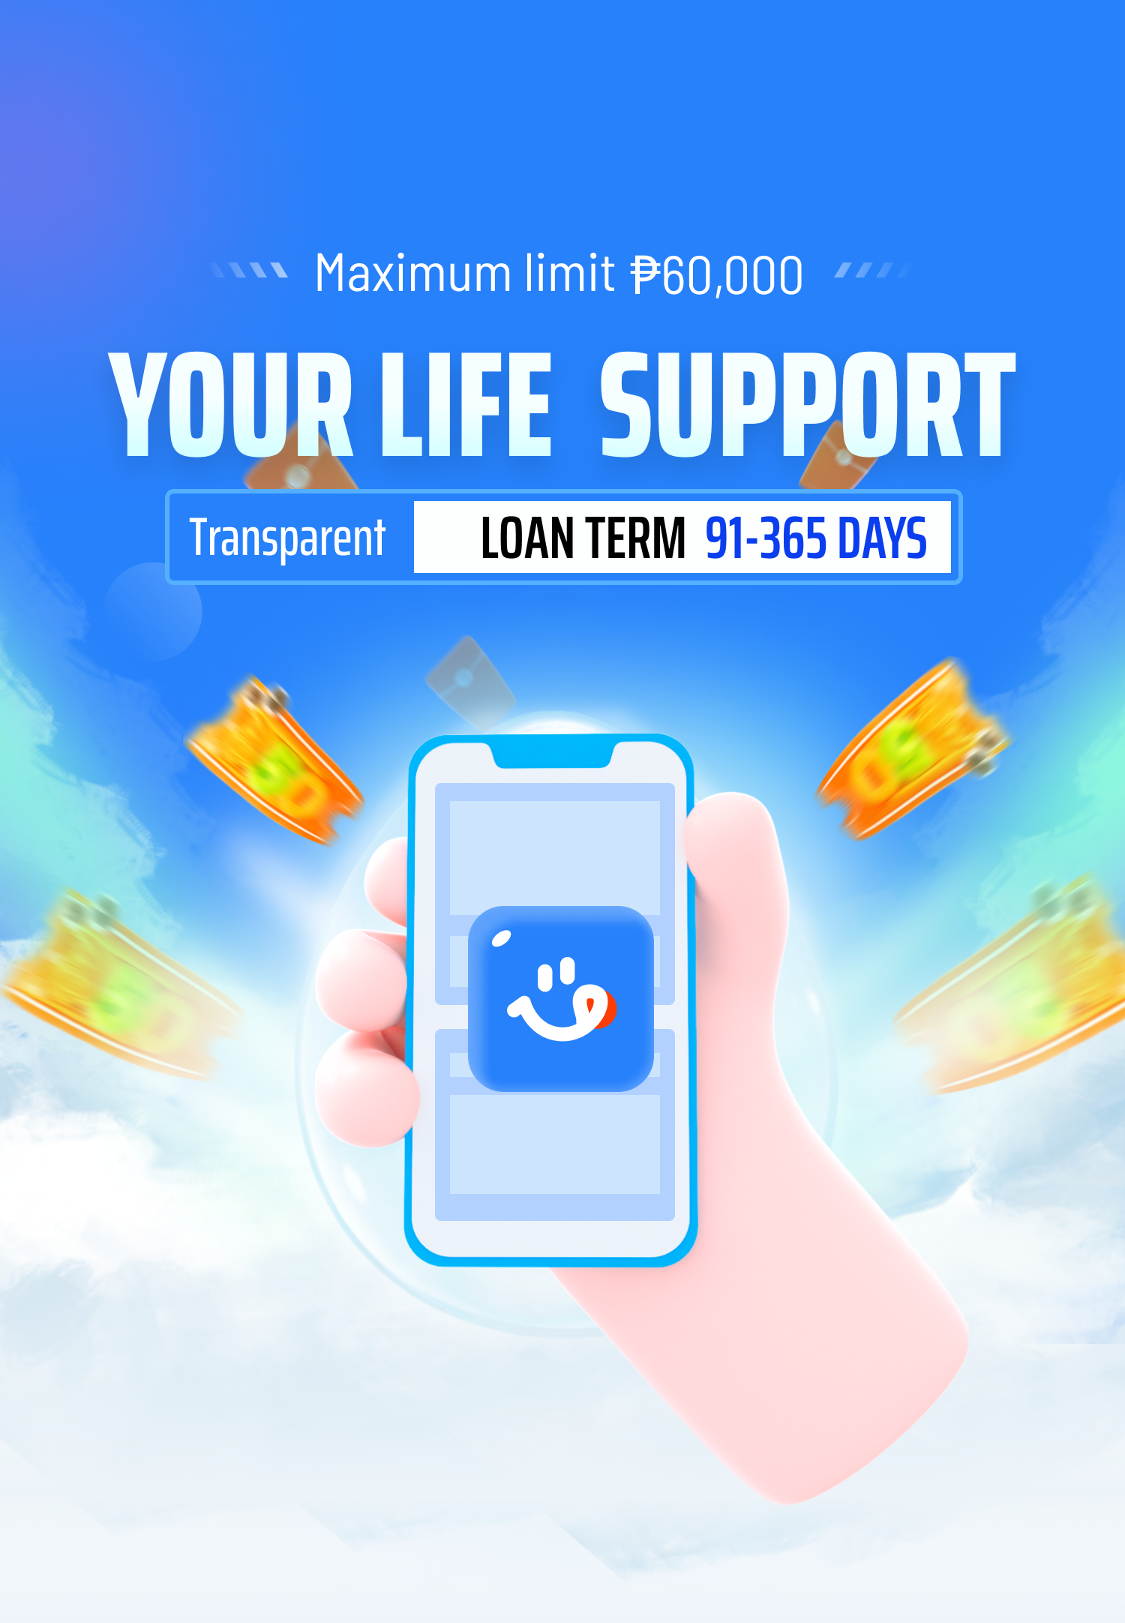 Maximum limit ₱60,000
YOUR LIFE SUPPORT
Transparent LOAN TERM 91-365 DAYS